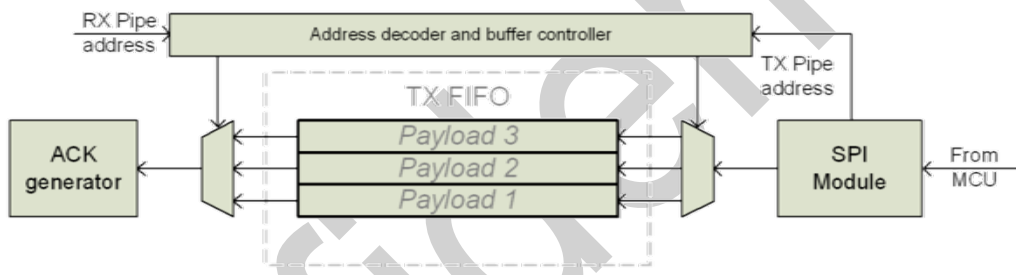 RX Pipe
address
Address decoder and buffer controller
TX Pipe
address
TX FIFO
ACK
generator
Payload 3
Payload 2
Payload 1
SPI
Module
From
MCU